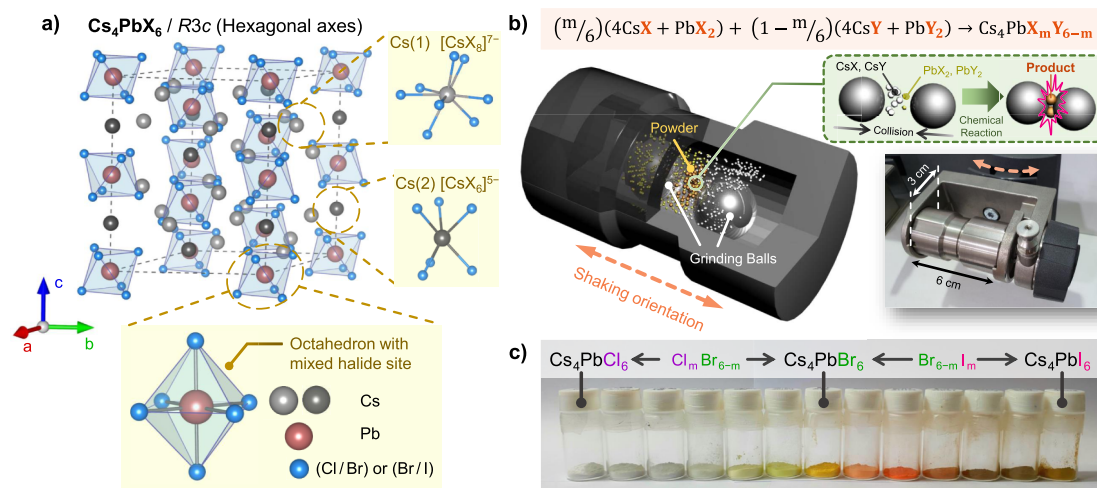 a)
Cs₄PbX₆ / R3c (Hexagonal axes)
Cs(1) [CsX₈]⁷⁻
Cs(2) [CsX₆]⁵⁻
c
a
b
Octahedron with
mixed halide site
Cs
Pb
(Cl / Br) or (Br / I)
b)
(m/6)(4CsX + PbX₂) + (1 − m/6)(4CsY + PbY₂) → Cs₄PbXₘY₆₋ₘ
CsX, CsY
PbX₂, PbY₂
Product
Collision
Chemical
Reaction
Powder
Grinding Balls
Shaking orientation
3 cm
6 cm
c)
Cs₄PbCl₆ ClₘBr₆₋ₘ Cs₄PbBr₆ Br₆₋ₘIₘ Cs₄PbI₆